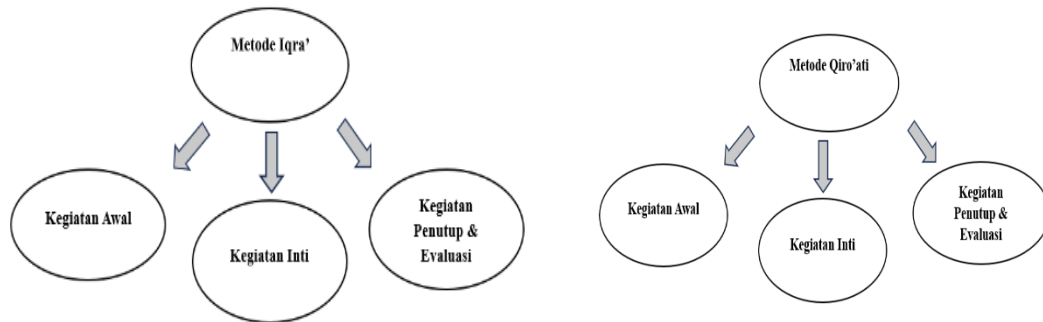 Metode Iqra'
Kegiatan Awal
Kegiatan Inti
Kegiatan
Penutup &
Evaluasi
Metode Qiro'ati
Kegiatan Awal
Kegiatan Inti
Kegiatan
Penutup &
Evaluasi